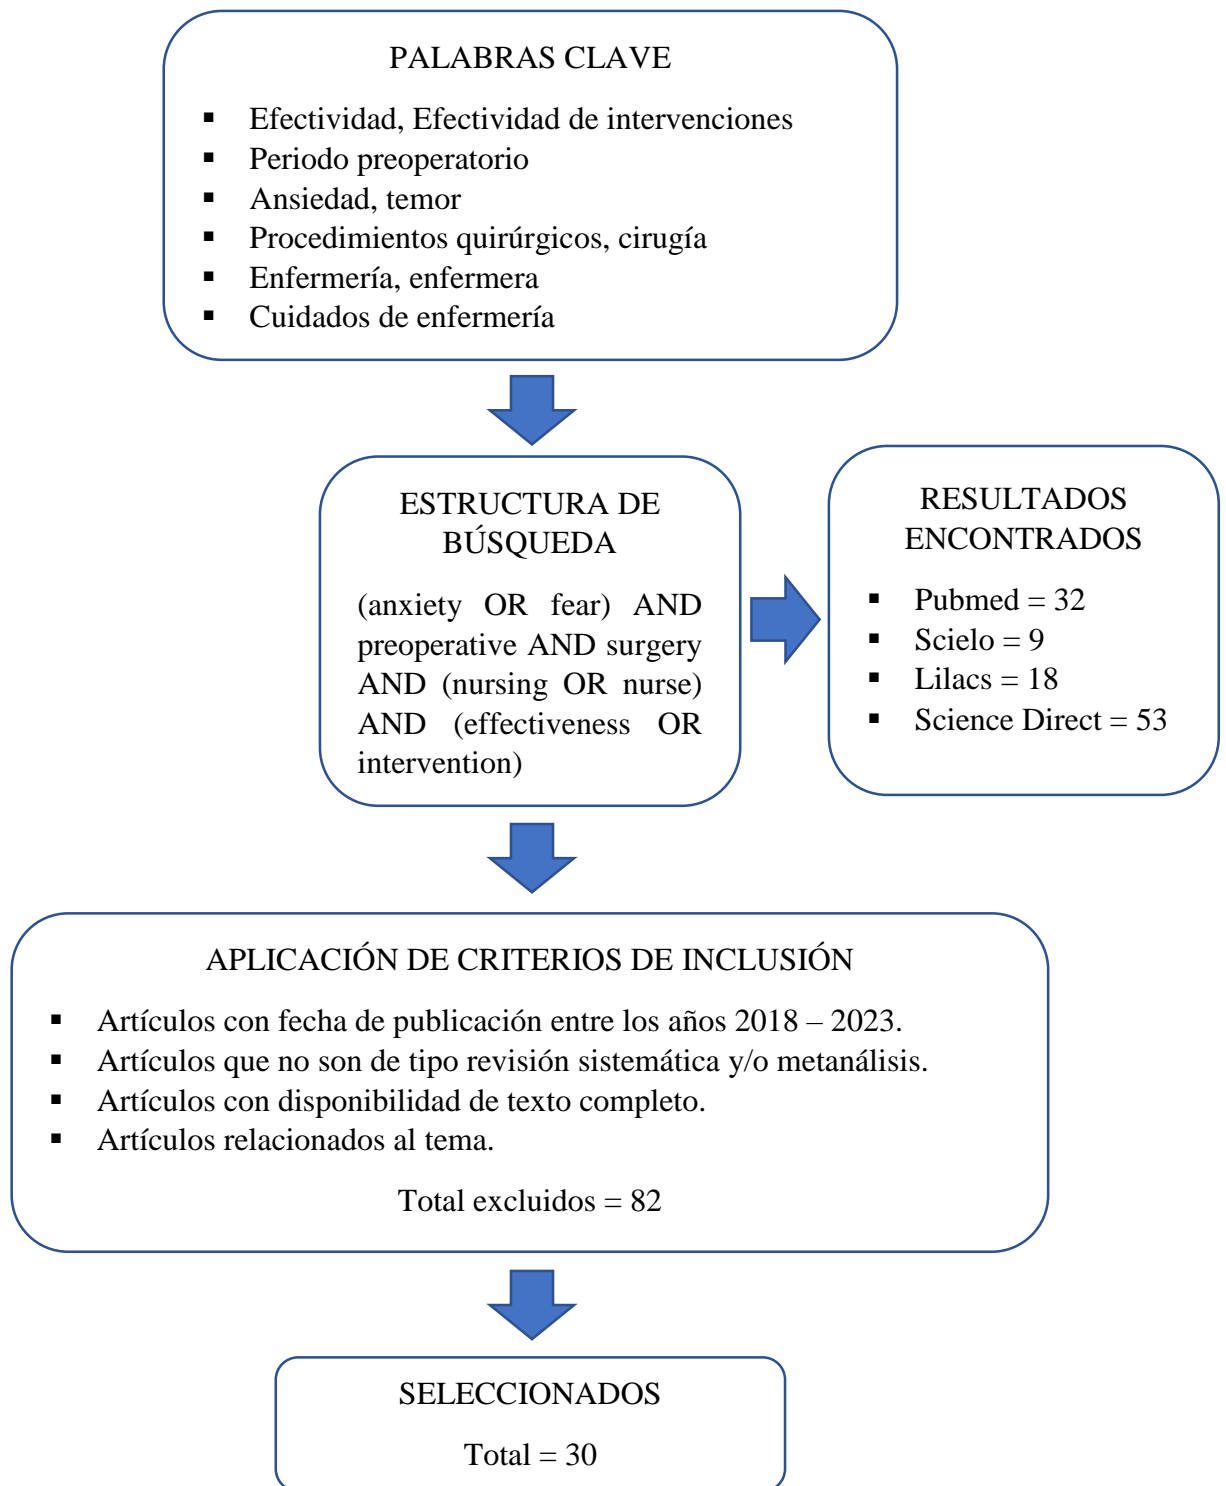 PALABRAS CLAVE
▪ Efectividad, Efectividad de intervenciones
▪ Periodo preoperatorio
▪ Ansiedad, temor
▪ Procedimientos quirúrgicos, cirugía
▪ Enfermería, enfermera
▪ Cuidados de enfermería
ESTRUCTURA DE
BÚSQUEDA
(anxiety OR fear) AND
preoperative AND surgery
AND (nursing OR nurse)
AND (effectiveness OR
intervention)
RESULTADOS
ENCONTRADOS
▪ Pubmed = 32
▪ Scielo = 9
▪ Lilacs = 18
▪ Science Direct = 53
APLICACIÓN DE CRITERIOS DE INCLUSIÓN
▪ Artículos con fecha de publicación entre los años 2018 – 2023.
▪ Artículos que no son de tipo revisión sistemática y/o metanálisis.
▪ Artículos con disponibilidad de texto completo.
▪ Artículos relacionados al tema.
Total excluidos = 82
SELECCIONADOS
Total = 30